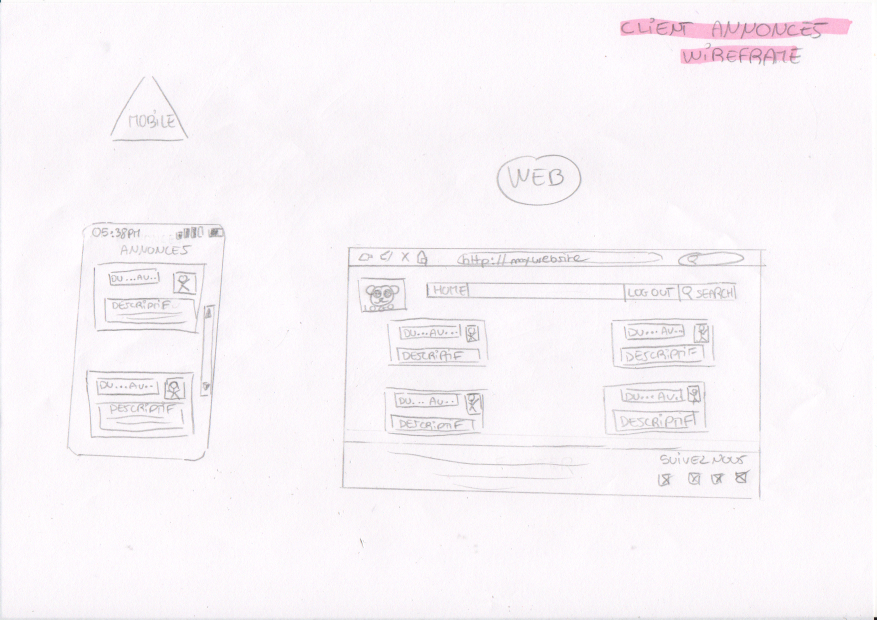 CLIENT ANNONCES
WIREFRAME
MOBILE
WEB
05:38PM
ANNONCES
DU...AU..
DESCRIPTIF
DU...AU..
DESCRIPTIF
http://mywebsite
LOGO
HOME
LOG OUT
SEARCH
DU...AU..
DESCRIPTIF
DU...AU..
DESCRIPTIF
DU...AU..
DESCRIPTIF
DU...AU..
DESCRIPTIF
SUIVEZ NOUS